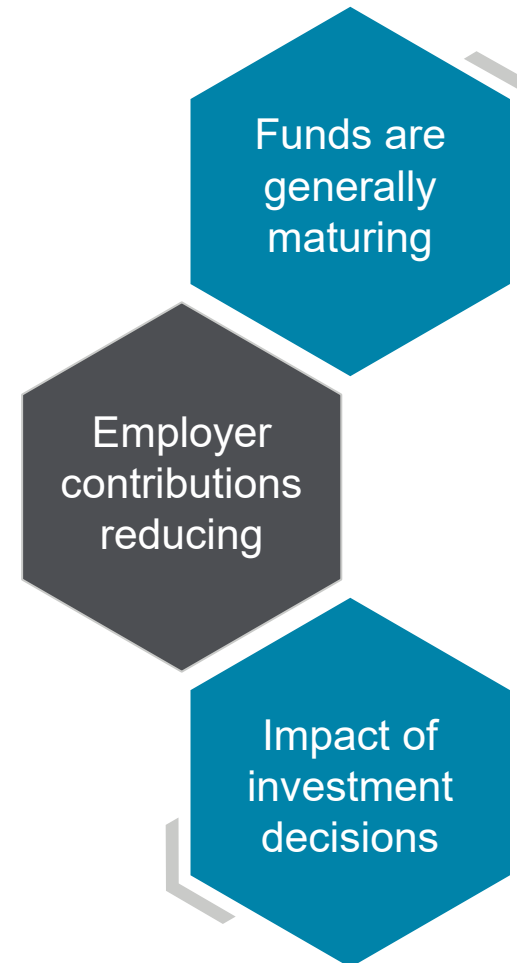 Funds are
generally
maturing
Employer
contributions
reducing
Impact of
investment
decisions